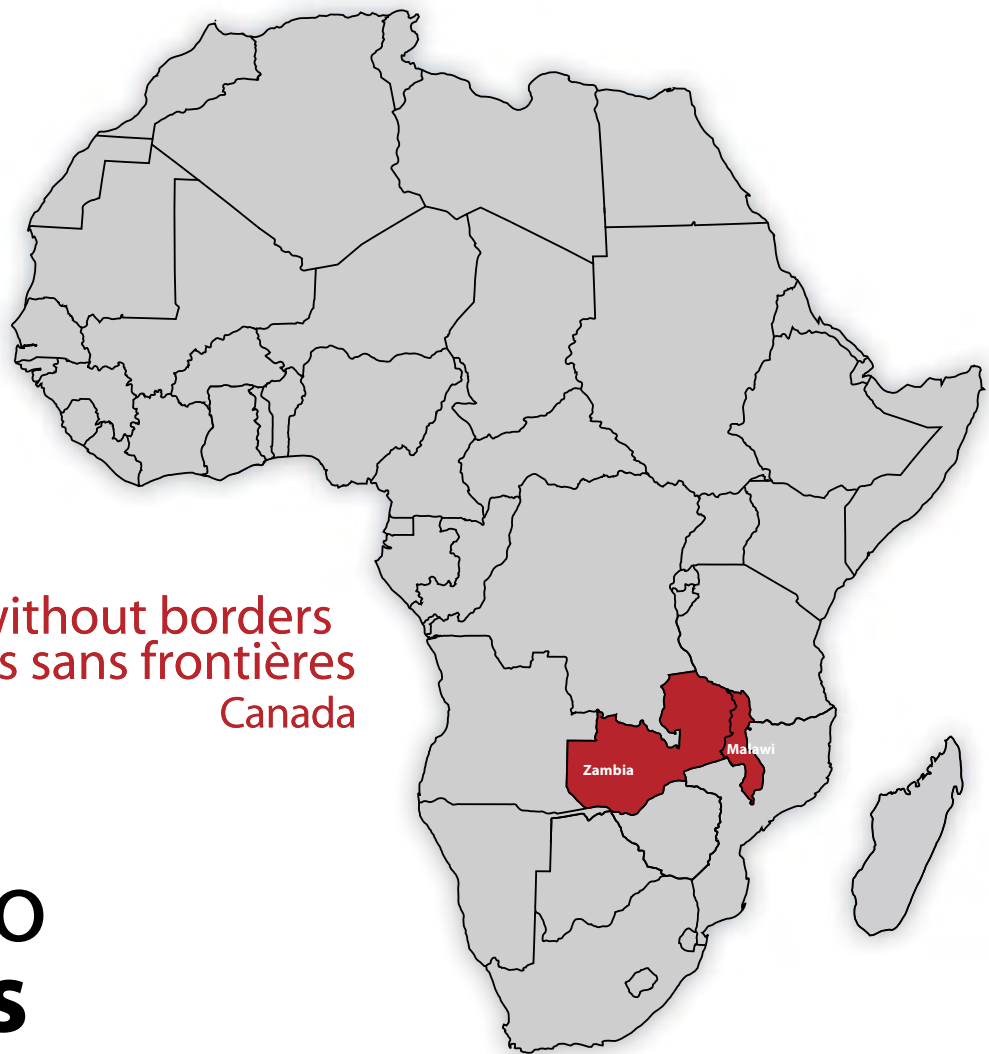 without borders
s sans frontières
Canada
Malawi
Zambia
o
s